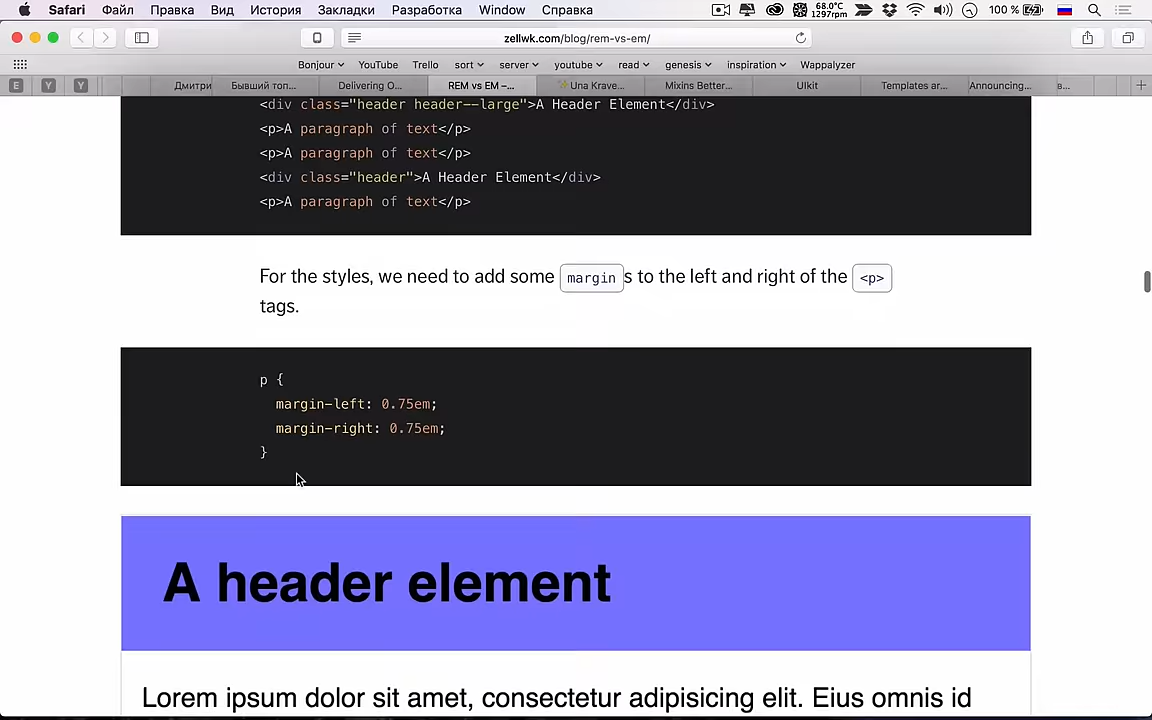 Safari Файл Правка Вид История Закладки Разработка Window Справка 68.0°C 1297rpm 100 %
zellwk.com/blog/rem-vs-em/
Bonjour YouTube Trello sort server youtube read genesis inspiration Wappalyzer
E Y Y Дмитри Бывший топ... Delivering O... REM vs EM –... Una Krave... Mixins Better... UIkit Templates ar... Announcing... в...
<div class="header header--large">A Header Element</div>
<p>A paragraph of text</p>
<p>A paragraph of text</p>
<div class="header">A Header Element</div>
<p>A paragraph of text</p>
For the styles, we need to add some margin s to the left and right of the <p>
tags.
p {
margin-left: 0.75em;
margin-right: 0.75em;
}
A header element
Lorem ipsum dolor sit amet, consectetur adipisicing elit. Eius omnis id